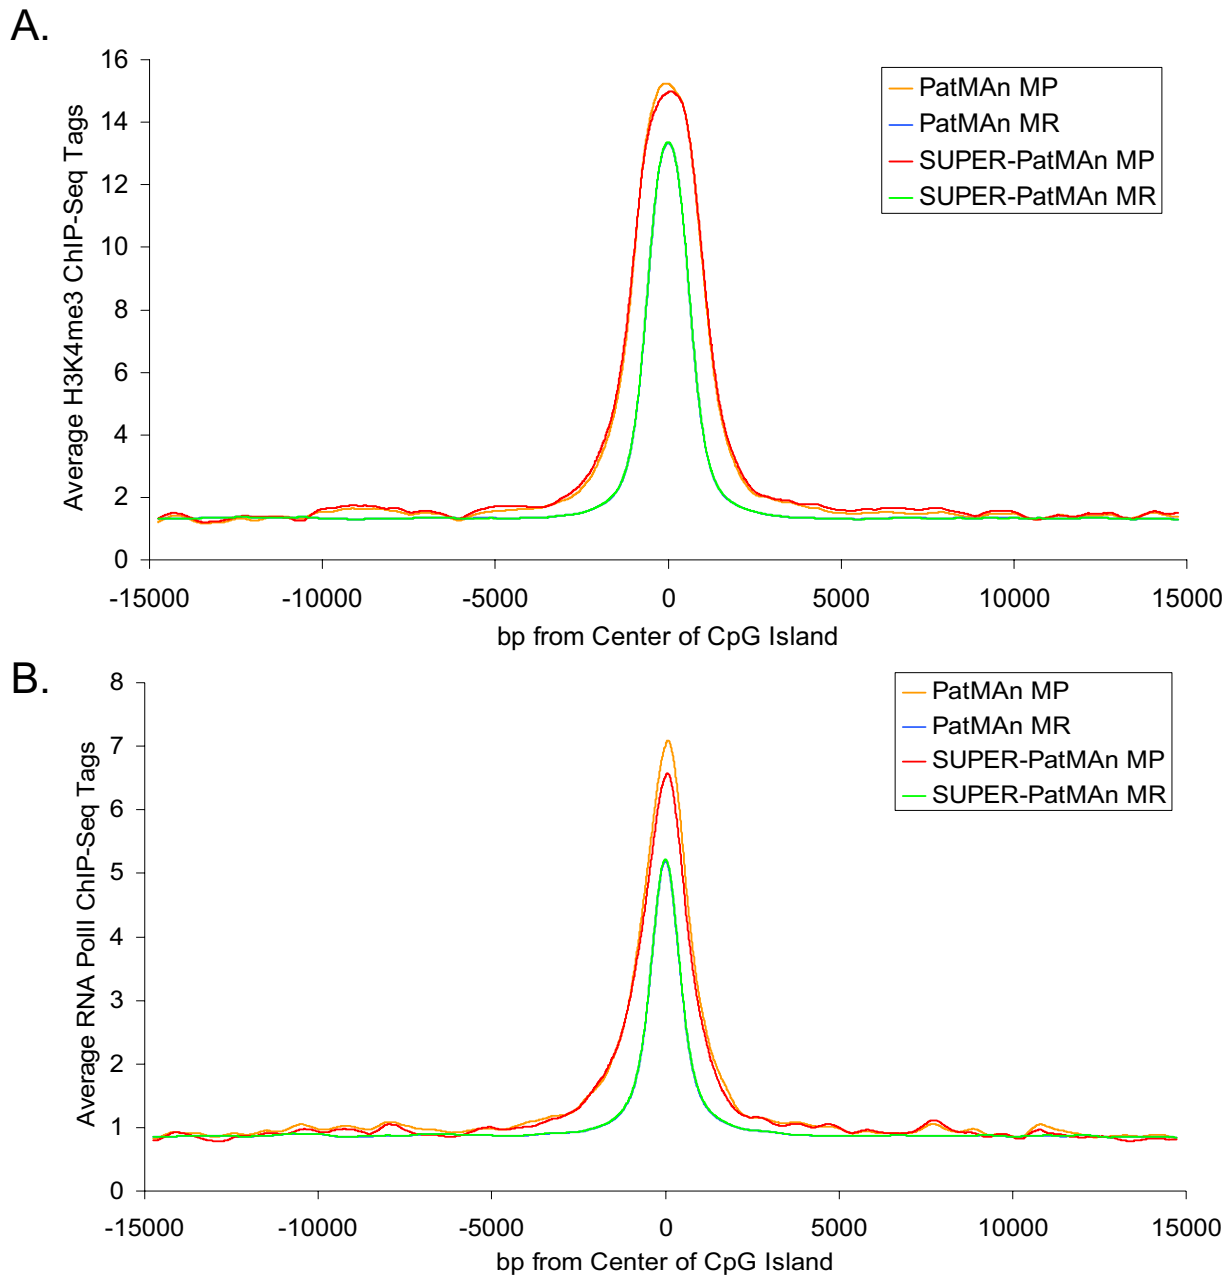 A.
16
14
12
10
8
6
4
2
0
Average H3K4me3 ChIP-Seq Tags
PatMAn MP
PatMAn MR
SUPER-PatMAn MP
SUPER-PatMAn MR
-15000 -10000 -5000 0 5000 10000 15000
bp from Center of CpG Island
B.
8
7
6
5
4
3
2
1
0
Average RNA PolII ChIP-Seq Tags
PatMAn MP
PatMAn MR
SUPER-PatMAn MP
SUPER-PatMAn MR
-15000 -10000 -5000 0 5000 10000 15000
bp from Center of CpG Island